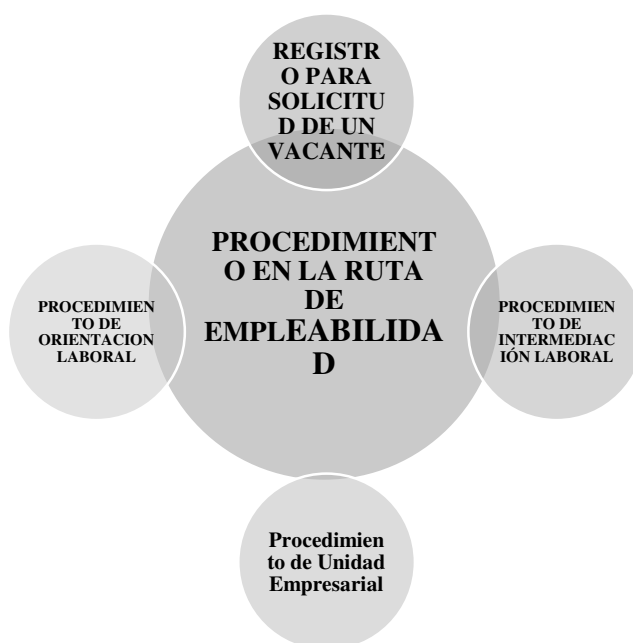 REGISTR
O PARA
SOLICITU
D DE UN
VACANTE
PROCEDIMIENT
O EN LA RUTA
DE
EMPLEABILIDA
D
PROCEDIMIEN
TO DE
ORIENTACION
LABORAL
PROCEDIMIEN
TO DE
INTERMEDIAC
IÓN LABORAL
Procedimien
to de Unidad
Empresarial